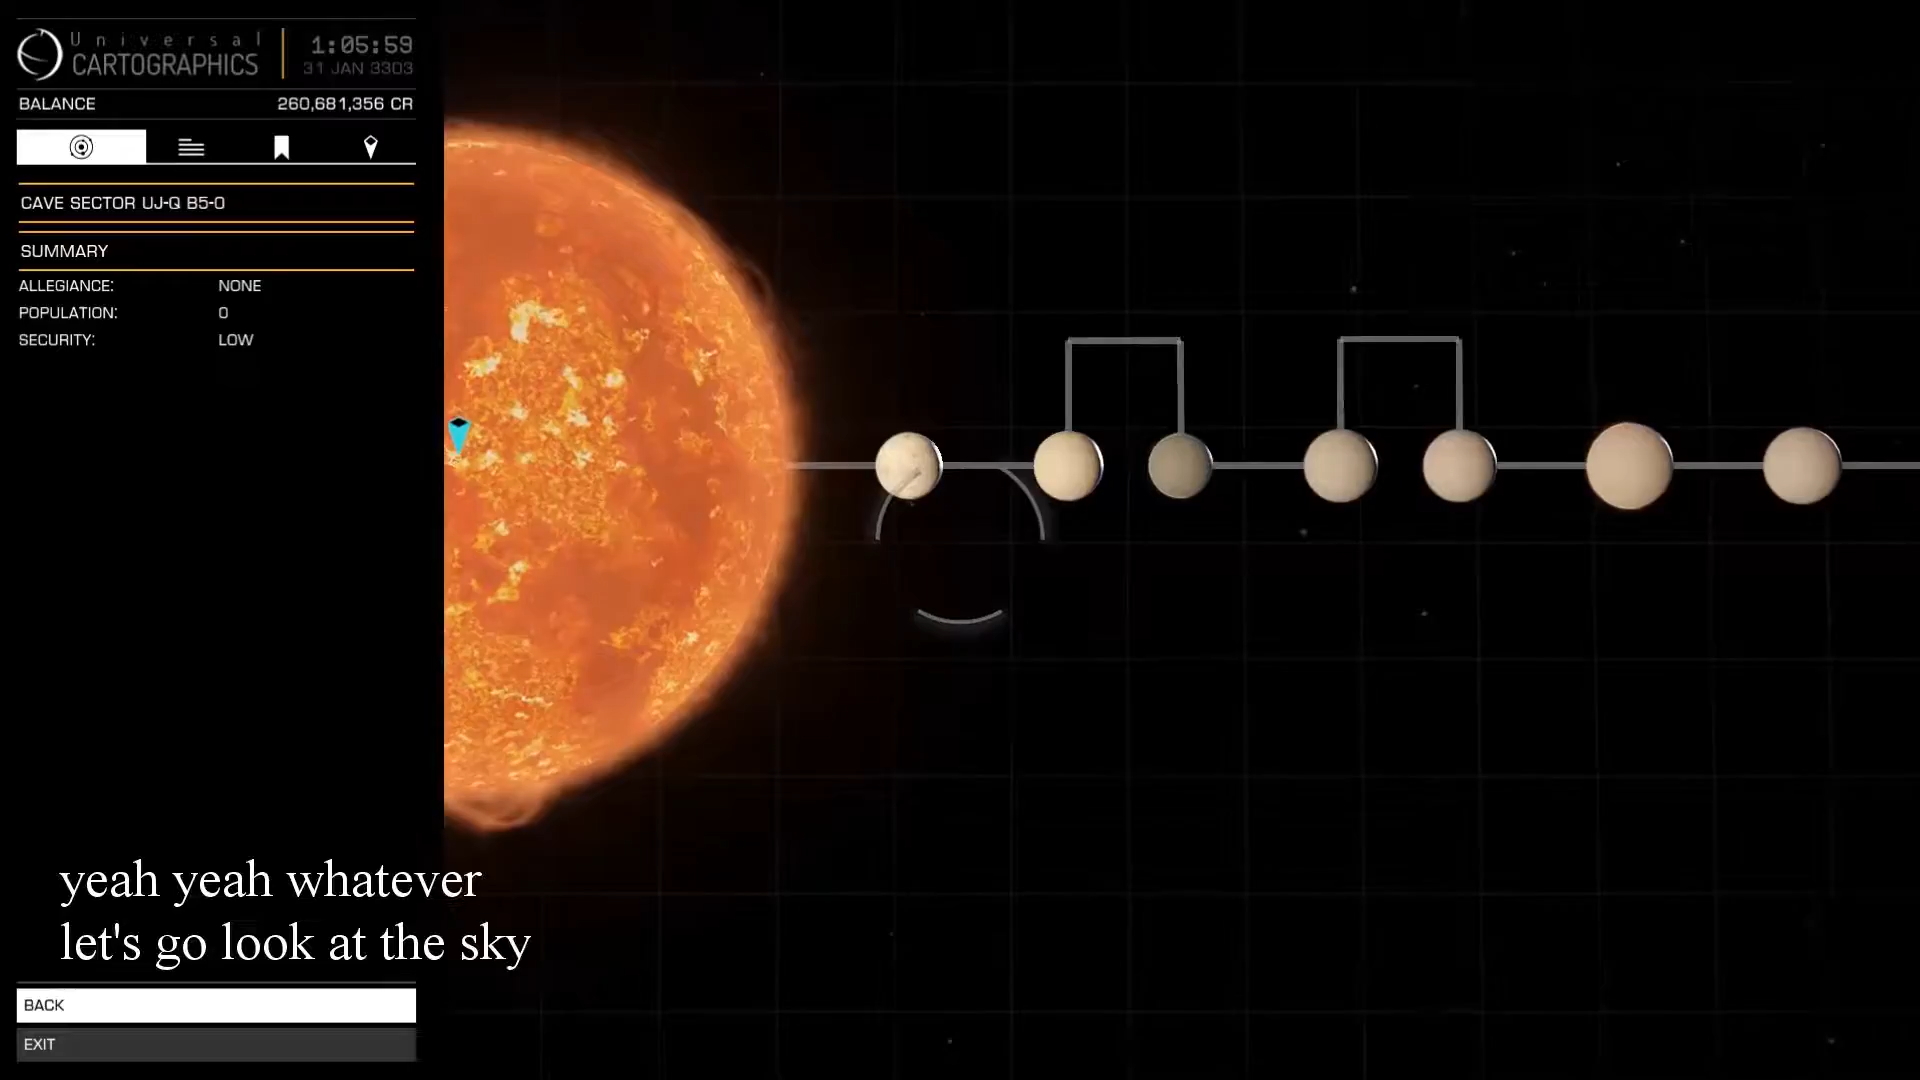 Universal
CARTOGRAPHICS
1:05:59
31 JAN 3303
BALANCE 260,681,356 CR
CAVE SECTOR UJ-Q B5-0
SUMMARY
ALLEGIANCE: NONE
POPULATION: 0
SECURITY: LOW
yeah yeah whatever
let's go look at the sky
BACK
EXIT